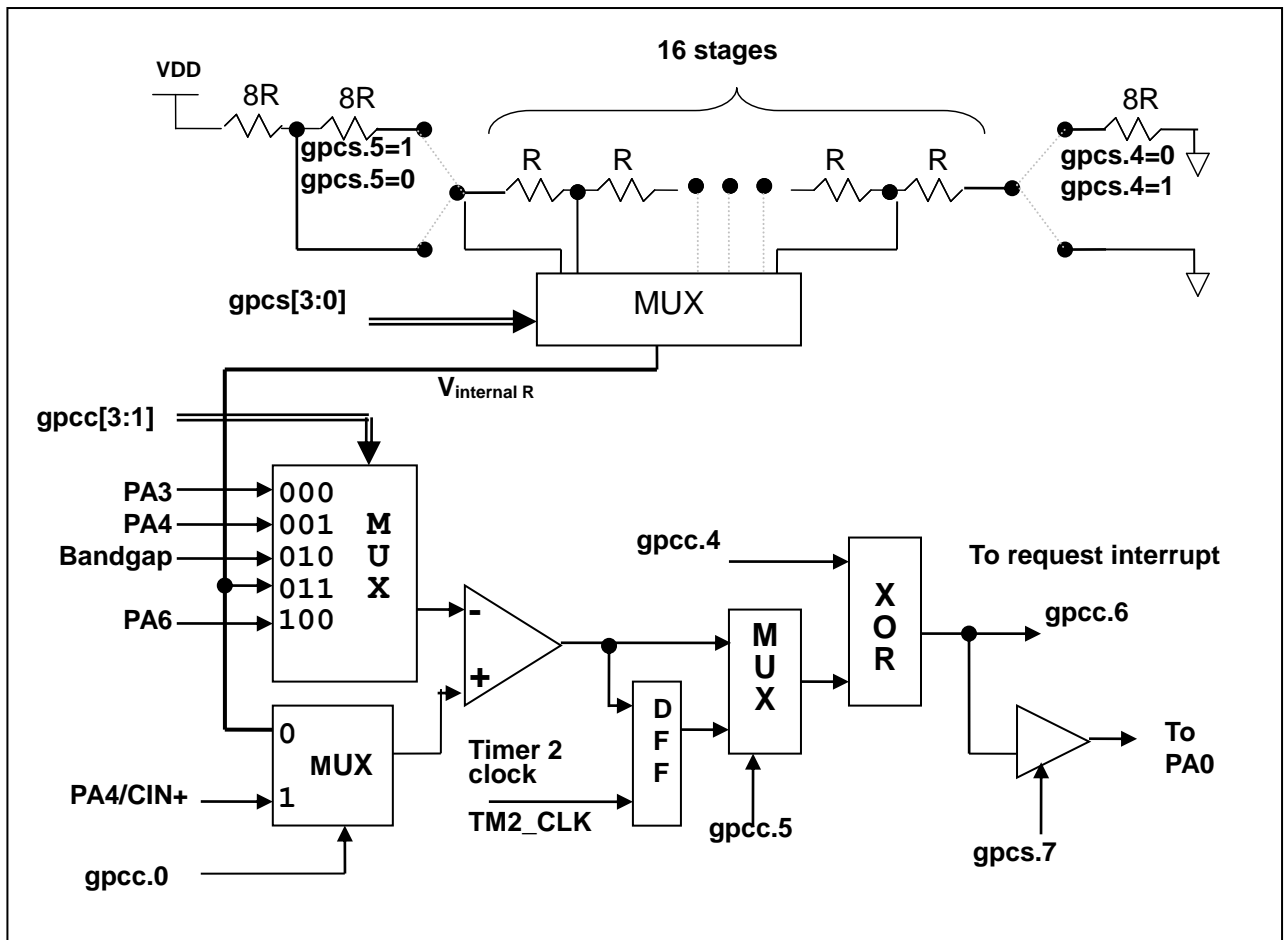 16 stages
VDD
8R
8R
8R
gpcs.5=1
gpcs.5=0
R
R
R
R
gpcs.4=0
gpcs.4=1
gpcs[3:0]
MUX
Vinternal R
gpcc[3:1]
PA3
000
PA4
001
Bandgap
010
011
PA6
100
M
U
X
-
+
gpcc.4
X
O
R
To request interrupt
gpcc.6
M
U
X
D
F
F
0
MUX
1
PA4/CIN+
gpcc.0
Timer 2
clock
TM2_CLK
gpcc.5
To
PA0
gpcs.7